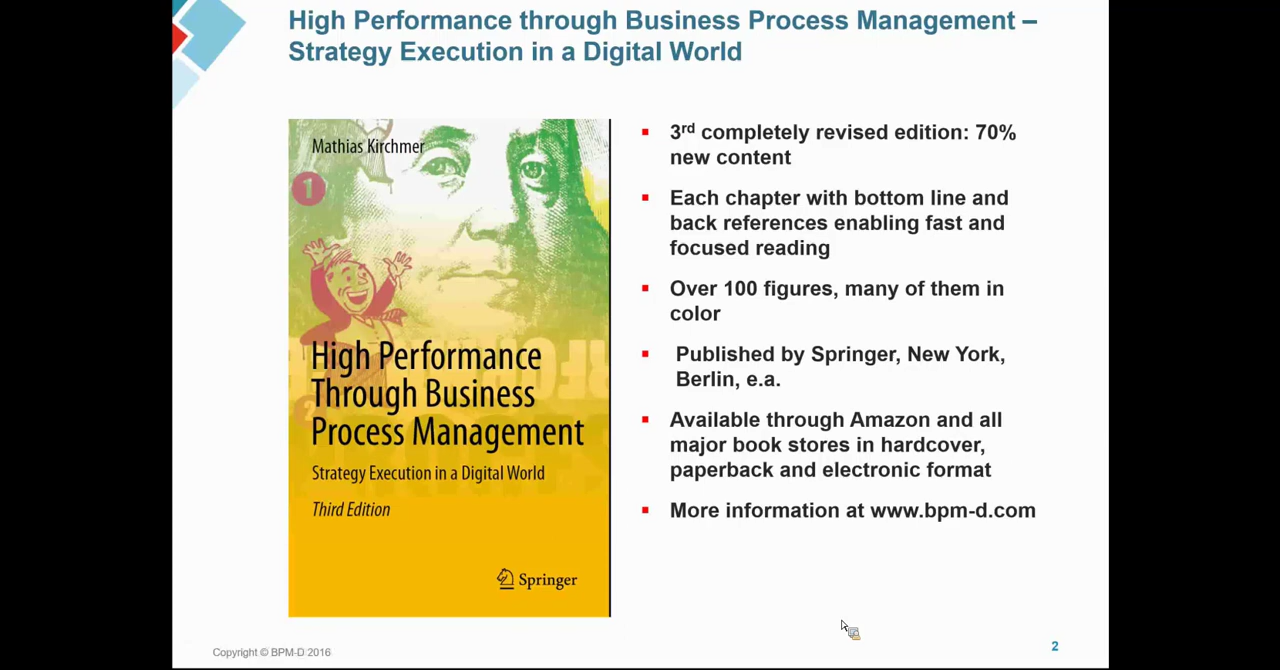 High Performance through Business Process Management –
Strategy Execution in a Digital World
Mathias Kirchmer
1
High Performance
Through Business
Process Management
Strategy Execution in a Digital World
Third Edition
Springer
▪ 3rd completely revised edition: 70%
new content
▪ Each chapter with bottom line and
back references enabling fast and
focused reading
▪ Over 100 figures, many of them in
color
▪ Published by Springer, New York,
Berlin, e.a.
▪ Available through Amazon and all
major book stores in hardcover,
paperback and electronic format
▪ More information at www.bpm-d.com
Copyright © BPM-D 2016
2